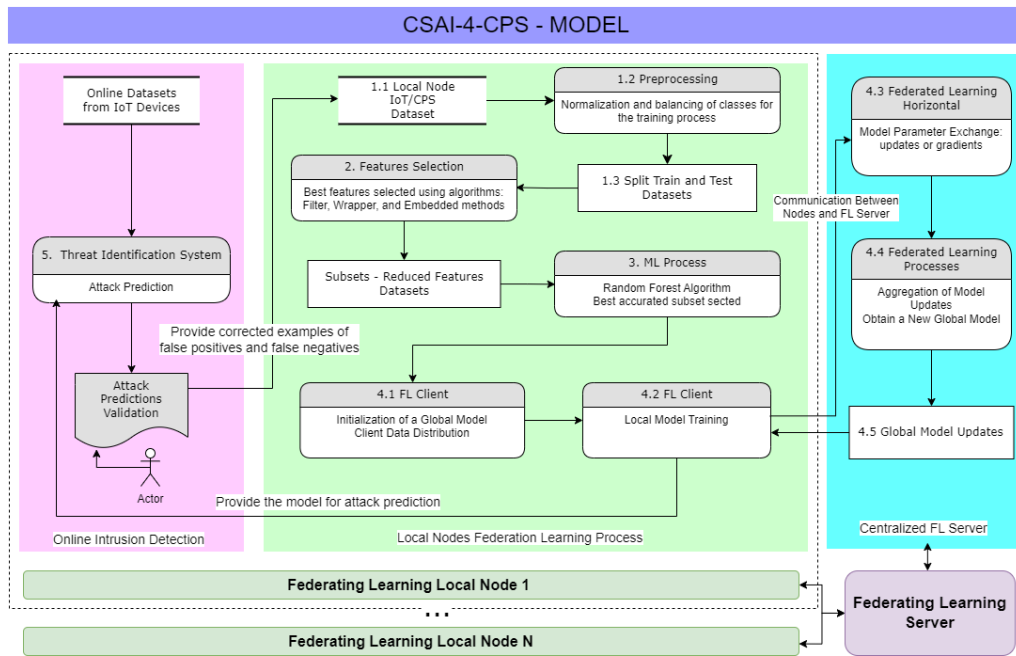 CSAI-4-CPS - MODEL
Online Datasets
from IoT Devices
5. Threat Identification System
Attack Prediction
Provide corrected examples of
false positives and false negatives
Attack
Predictions
Validation
Actor
Provide the model for attack prediction
Online Intrusion Detection
1.1 Local Node
IoT/CPS
Dataset
1.2 Preprocessing
Normalization and balancing of classes for
the training process
2. Features Selection
Best features selected using algorithms:
Filter, Wrapper, and Embedded methods
1.3 Split Train and Test
Datasets
Subsets - Reduced Features
Datasets
3. ML Process
Random Forest Algorithm
Best accurated subset sected
4.1 FL Client
Initialization of a Global Model
Client Data Distribution
4.2 FL Client
Local Model Training
Local Nodes Federation Learning Process
4.3 Federated Learning
Horizontal
Model Parameter Exchange:
updates or gradients
Communication Between
Nodes and FL Server
4.4 Federated Learning
Processes
Aggregation of Model
Updates
Obtain a New Global Model
4.5 Global Model Updates
Centralized FL Server
Federating Learning Local Node 1
...
Federating Learning Local Node N
Federating Learning
Server